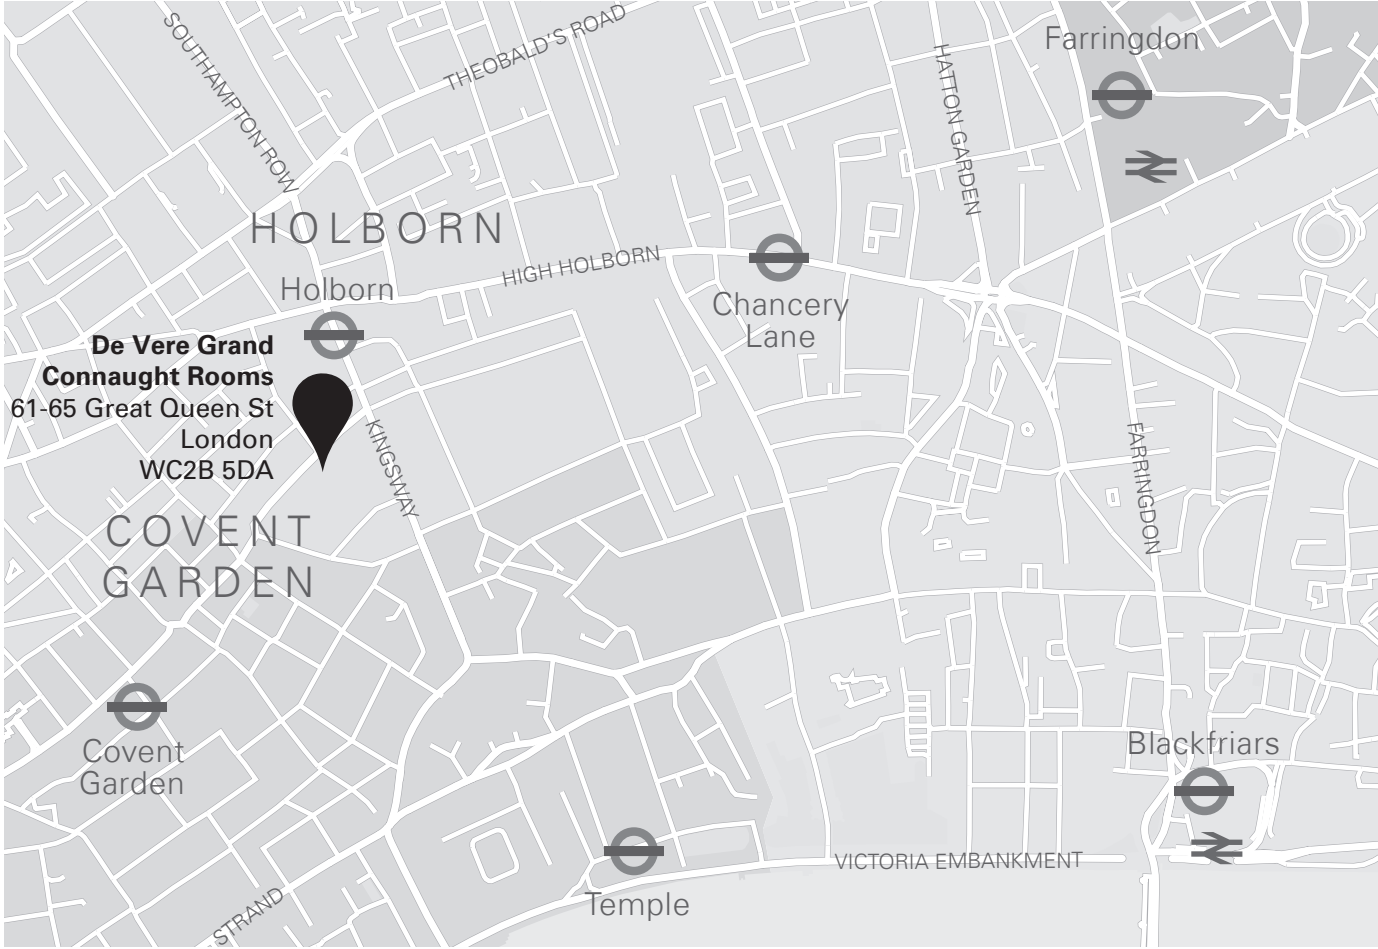 SOUTHAMPTON ROW
THEOBALD'S ROAD
HATTON GARDEN
Farringdon
HOLBORN
HIGH HOLBORN
Holborn
Chancery
Lane
De Vere Grand
Connaught Rooms
61-65 Great Queen St
London
WC2B 5DA
KINGSWAY
FARRINGDON
COVENT
GARDEN
Covent
Garden
Blackfriars
VICTORIA EMBANKMENT
Temple
STRAND